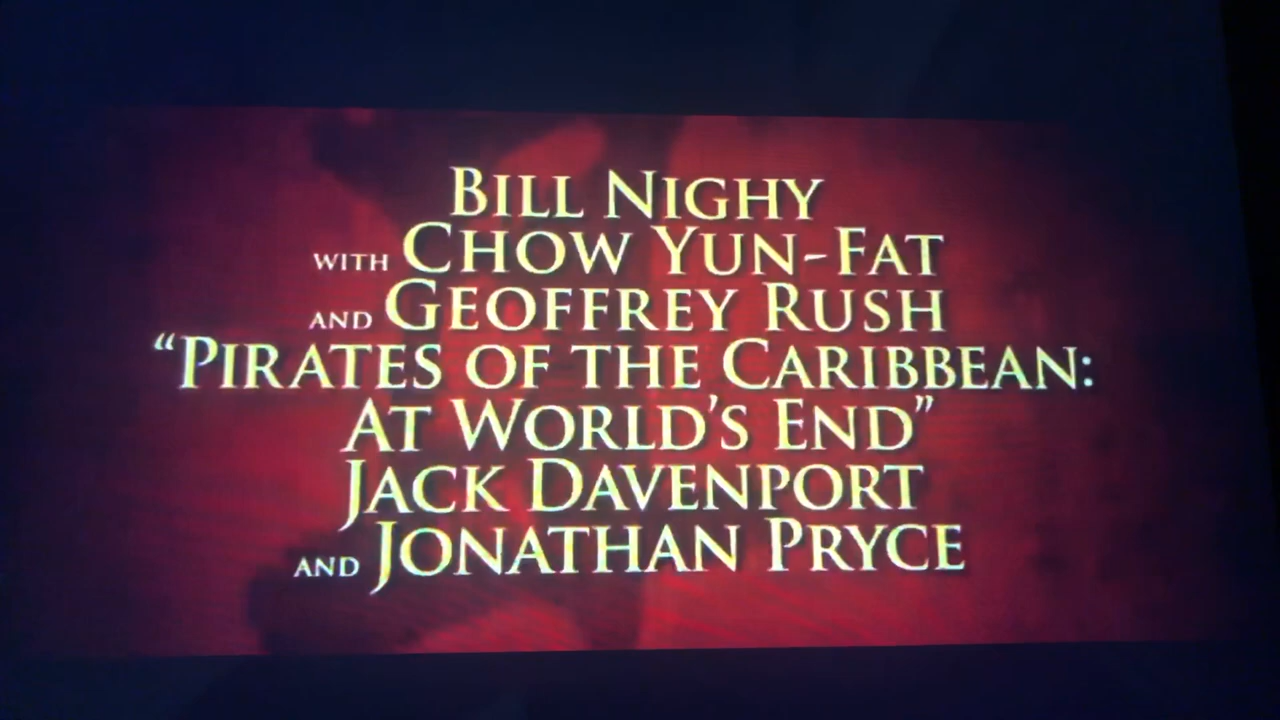 BILL NIGHY
WITH CHOW YUN-FAT
AND GEOFFREY RUSH
“PIRATES OF THE CARIBBEAN:
AT WORLD’S END”
JACK DAVENPORT
AND JONATHAN PRYCE